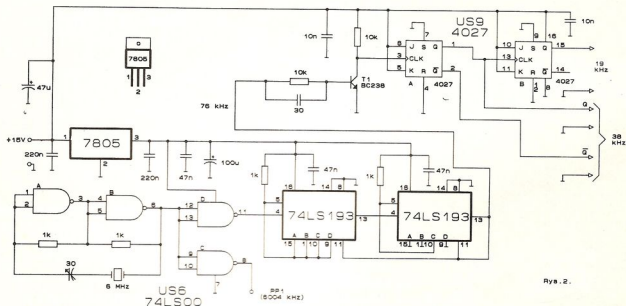 US9
4027
10n
10k
10n
7805
1 3
2
47u
10k
30
T1
BC238
76 kHz
7
6 J S Q 1
3 CLK
5 K R Q̅ 2
4027
A 4
9 16
10 J S Q 15
13 CLK
11 K R Q̅ 14
4027
B 12 8
19
kHz
Q
38
kHz
Q̅
+15V
220n
1 7805 3
2
220n
47n
100u
1k
47n
1k
47n
16 14 8
5
4 74LS193 13
A B C D
15 1 10 9 11
16 14 8
5
4 74LS193 13
A B C D
15 1 10 9 11
A
1
2
3
B
4
5
6
D
12
13
11
C
9
10
8
7
1k
1k
30
6 MHz
US6
74LS00
PP1
(6004 kHz)
Rys.2.